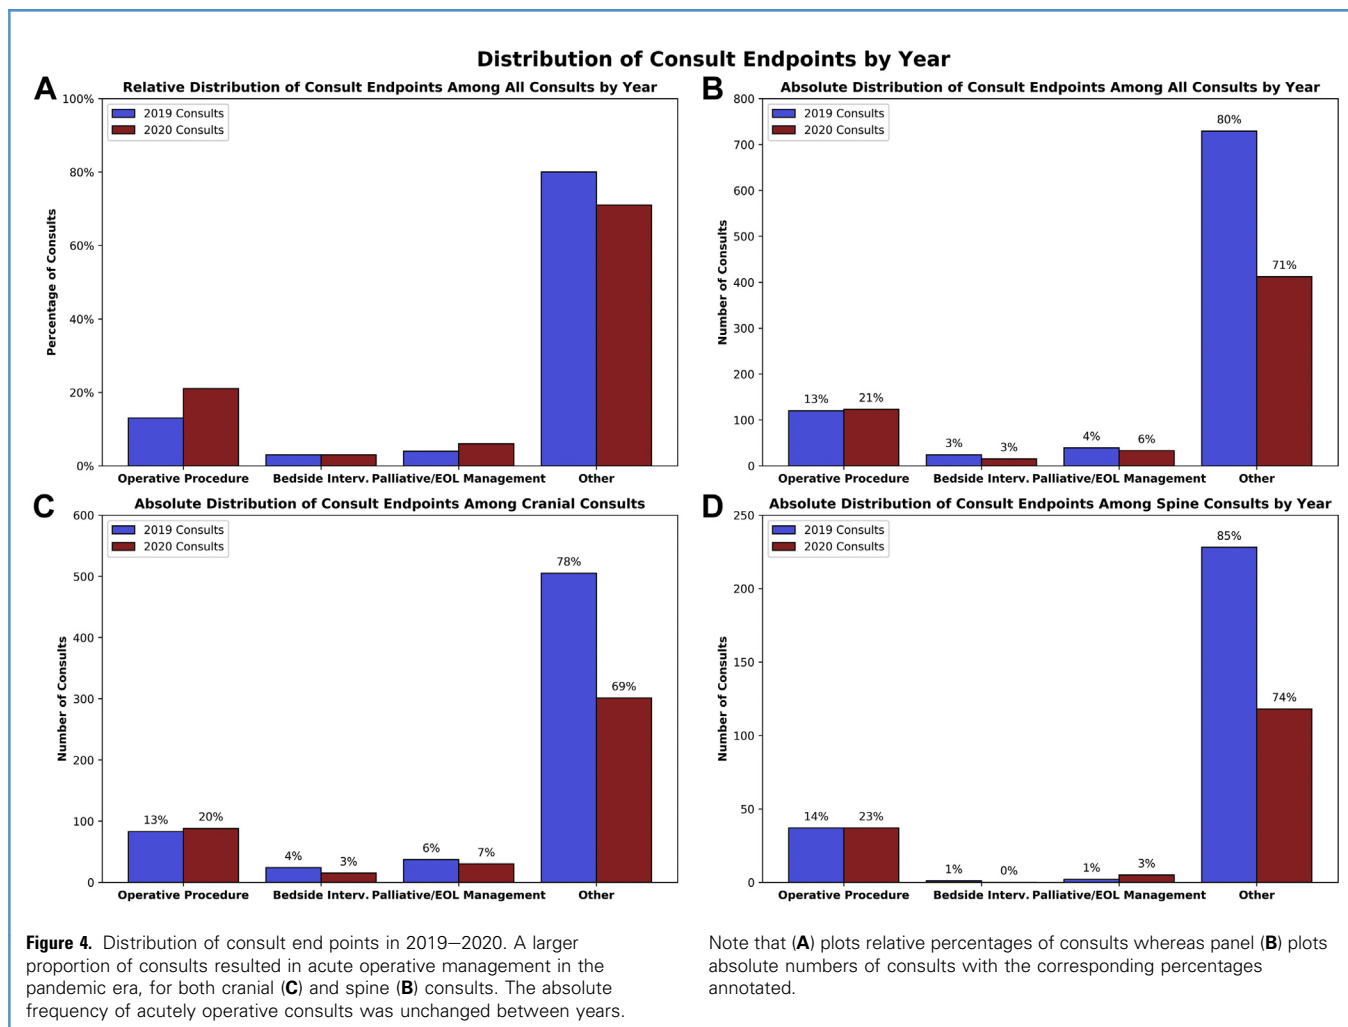 Distribution of Consult Endpoints by Year
A
Relative Distribution of Consult Endpoints Among All Consults by Year
100%
80%
60%
40%
20%
0%
Percentage of Consults
2019 Consults
2020 Consults
Operative Procedure Bedside Interv. Palliative/EOL Management Other
B
Absolute Distribution of Consult Endpoints Among All Consults by Year
800
700
600
500
400
300
200
100
0
Number of Consults
2019 Consults
2020 Consults
13% 21% 3% 3% 4% 6% 80% 71%
Operative Procedure Bedside Interv. Palliative/EOL Management Other
C
Absolute Distribution of Consult Endpoints Among Cranial Consults
600
500
400
300
200
100
0
Number of Consults
2019 Consults
2020 Consults
13% 20% 4% 3% 6% 7% 78% 69%
Operative Procedure Bedside Interv. Palliative/EOL Management Other
D
Absolute Distribution of Consult Endpoints Among Spine Consults by Year
250
200
150
100
50
0
Number of Consults
2019 Consults
2020 Consults
14% 23% 1% 0% 1% 3% 85% 74%
Operative Procedure Bedside Interv. Palliative/EOL Management Other
Figure 4. Distribution of consult end points in 2019–2020. A larger
proportion of consults resulted in acute operative management in the
pandemic era, for both cranial (C) and spine (B) consults. The absolute
frequency of acutely operative consults was unchanged between years.
Note that (A) plots relative percentages of consults whereas panel (B) plots
absolute numbers of consults with the corresponding percentages
annotated.